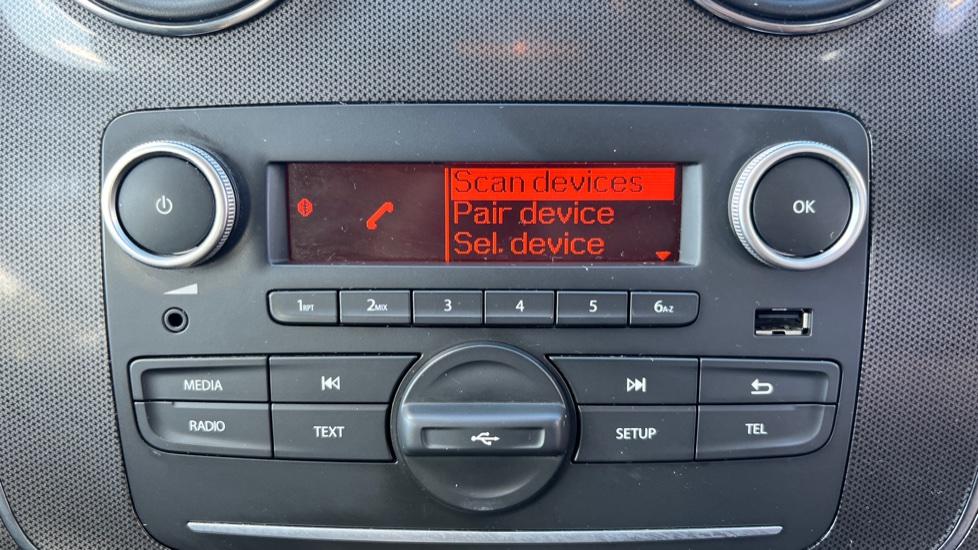 Scan devices
Pair device
Sel. device
OK
1RPT 2MIX 3 4 5 6A-Z
MEDIA
RADIO TEXT SETUP TEL